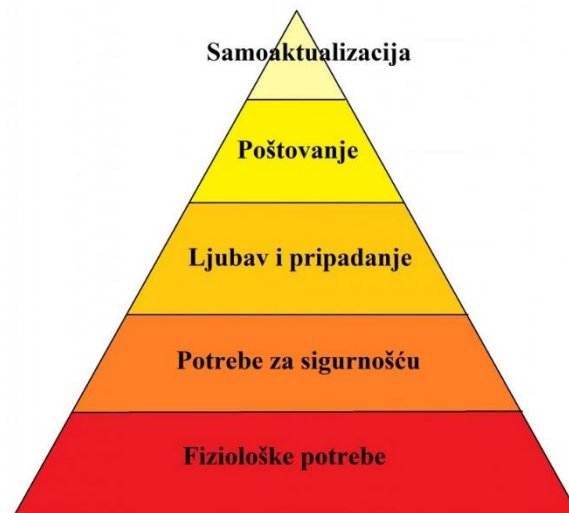 Samoaktualizacija
Poštovanje
Ljubav i pripadanje
Potrebe za sigurnošću
Fiziološke potrebe